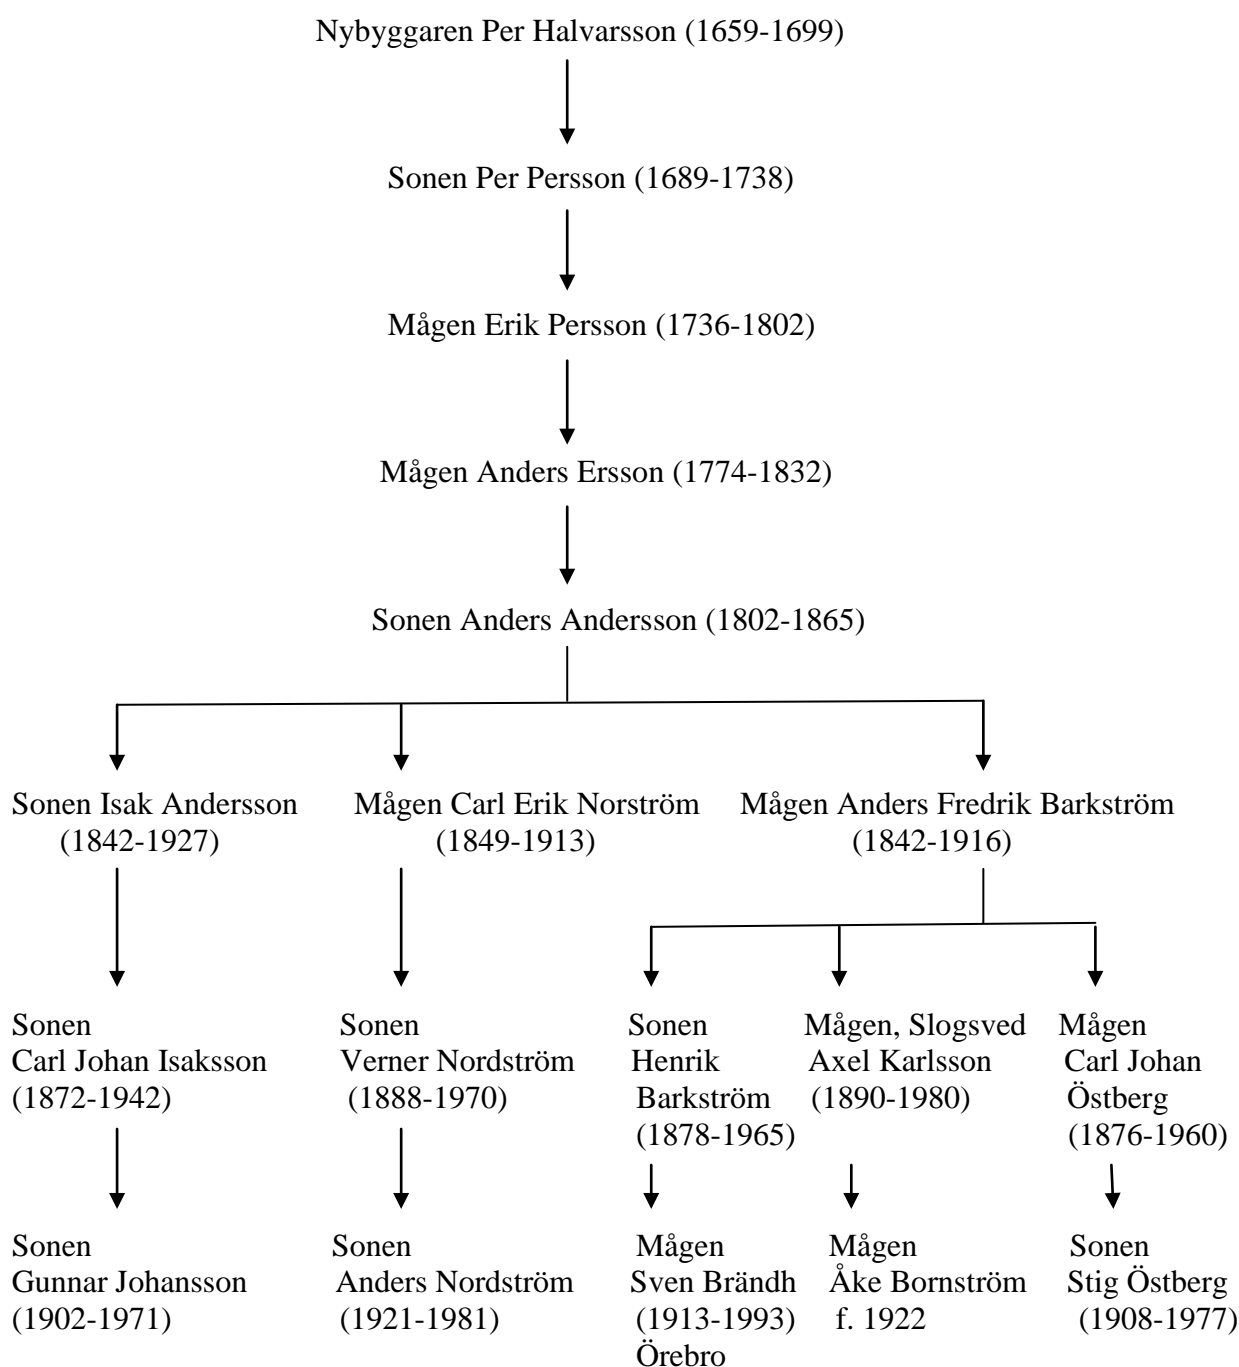 Nybyggaren Per Halvarsson (1659-1699)
Sonen Per Persson (1689-1738)
Mågen Erik Persson (1736-1802)
Mågen Anders Ersson (1774-1832)
Sonen Anders Andersson (1802-1865)
Sonen Isak Andersson
(1842-1927)
Mågen Carl Erik Norström
(1849-1913)
Mågen Anders Fredrik Barkström
(1842-1916)
Sonen
Carl Johan Isaksson
(1872-1942)
Sonen
Verner Nordström
(1888-1970)
Sonen
Henrik
Barkström
(1878-1965)
Mågen, Slogsved
Axel Karlsson
(1890-1980)
Mågen
Carl Johan
Östberg
(1876-1960)
Sonen
Gunnar Johansson
(1902-1971)
Sonen
Anders Nordström
(1921-1981)
Mågen
Sven Brändh
(1913-1993)
Örebro
Mågen
Åke Bornström
f. 1922
Sonen
Stig Östberg
(1908-1977)